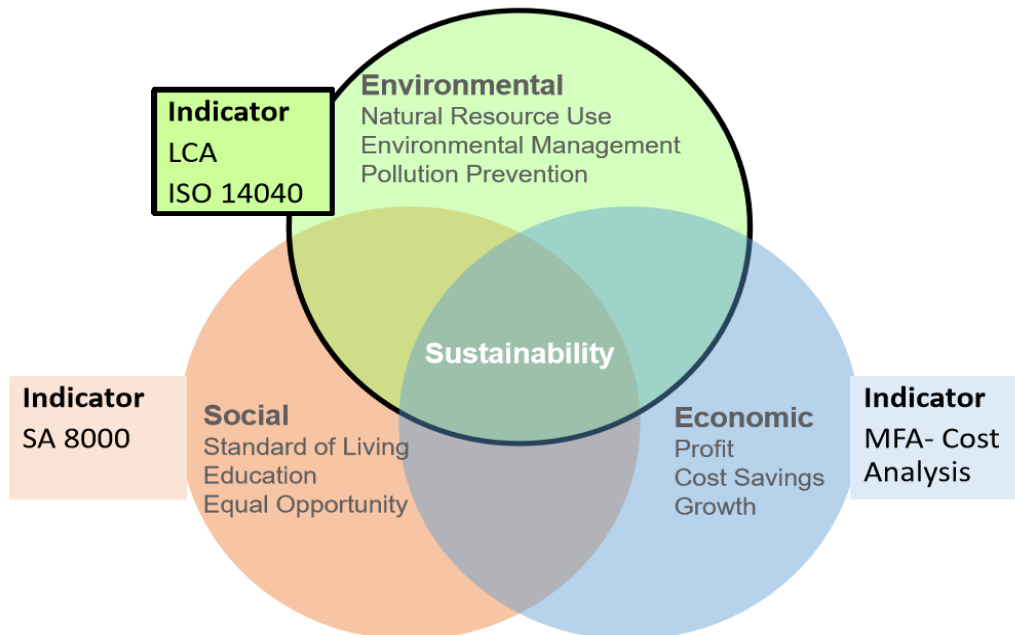 Environmental
Natural Resource Use
Environmental Management
Pollution Prevention
Indicator
LCA
ISO 14040
Sustainability
Indicator
SA 8000
Social
Standard of Living
Education
Equal Opportunity
Economic
Profit
Cost Savings
Growth
Indicator
MFA- Cost
Analysis